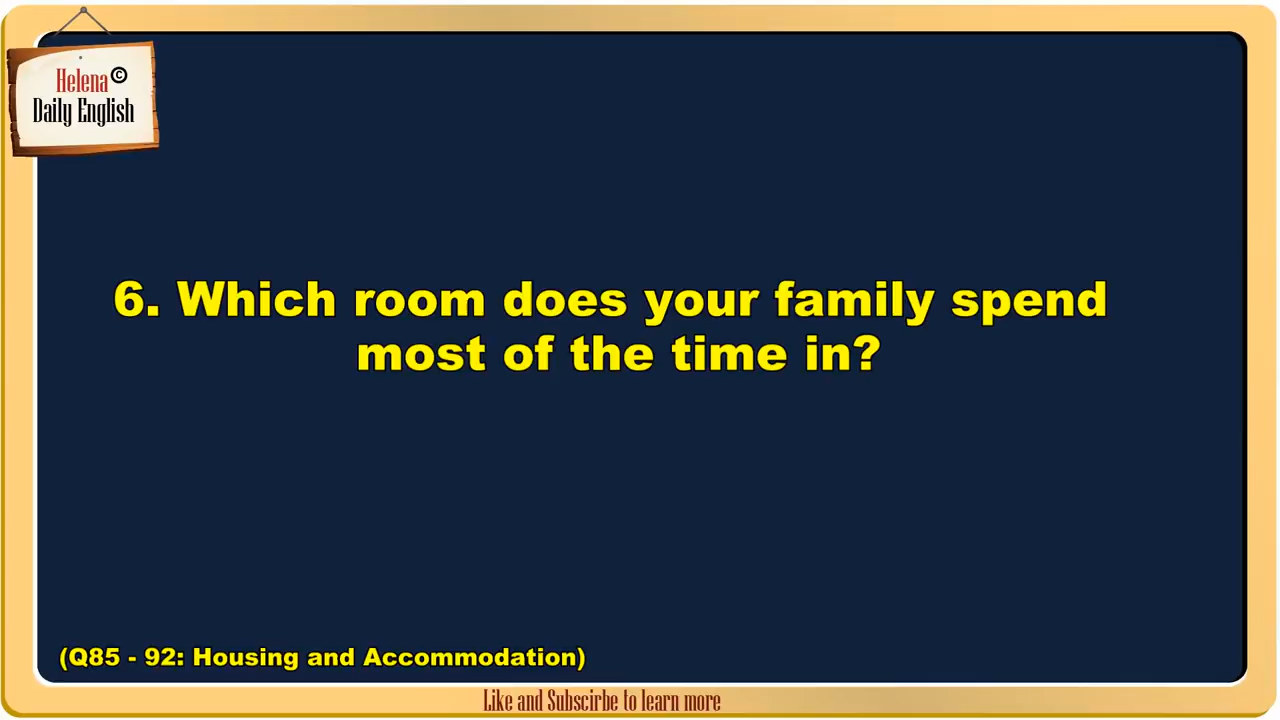 Helena ©
Daily English
6. Which room does your family spend
most of the time in?
(Q85 - 92: Housing and Accommodation)
Like and Subscirbe to learn more